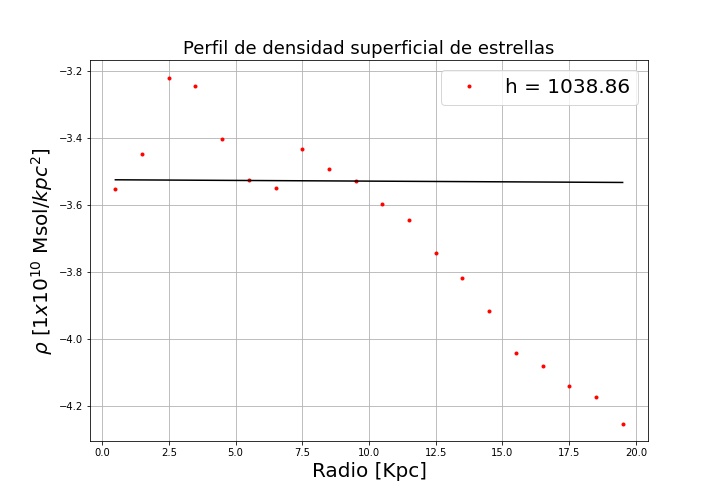 Perfil de densidad superficial de estrellas
h = 1038.86
−3.2
−3.4
−3.6
−3.8
−4.0
−4.2
ρ [1x10¹⁰ Msol/kpc²]
0.0 2.5 5.0 7.5 10.0 12.5 15.0 17.5 20.0
Radio [Kpc]